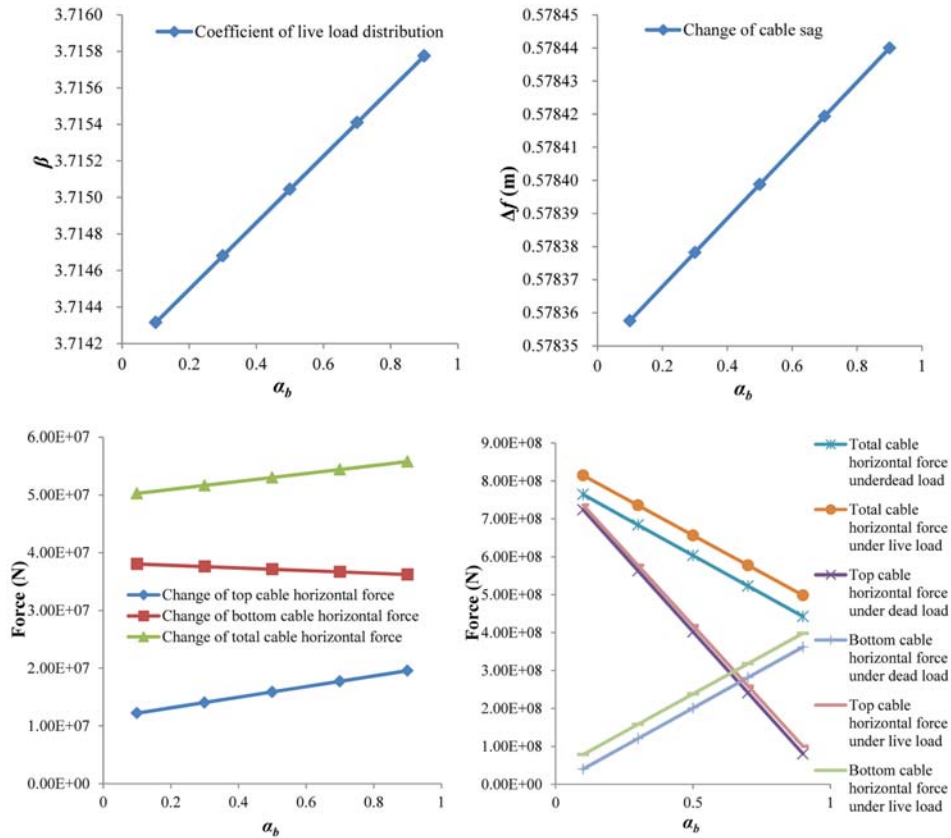 Coefficient of live load distribution
3.7160
3.7158
3.7156
3.7154
3.7152
3.7150
3.7148
3.7146
3.7144
3.7142
β
0 0.2 0.4 0.6 0.8 1
α_b
Change of cable sag
0.57845
0.57844
0.57843
0.57842
0.57841
0.57840
0.57839
0.57838
0.57837
0.57836
0.57835
Δf (m)
0 0.2 0.4 0.6 0.8 1
α_b
6.00E+07
5.00E+07
4.00E+07
3.00E+07
2.00E+07
1.00E+07
0.00E+00
Force (N)
Change of top cable horizontal force
Change of bottom cable horizontal force
Change of total cable horizontal force
0 0.2 0.4 0.6 0.8 1
α_b
9.00E+08
8.00E+08
7.00E+08
6.00E+08
5.00E+08
4.00E+08
3.00E+08
2.00E+08
1.00E+08
0.00E+00
Force (N)
0 0.5 1
α_b
Total cable
horizontal force
underdead load
Total cable
horizontal force
under live load
Top cable
horizontal force
under dead load
Bottom cable
horizontal force
under dead load
Top cable
horizontal force
under live load
Bottom cable
horizontal force
under live load